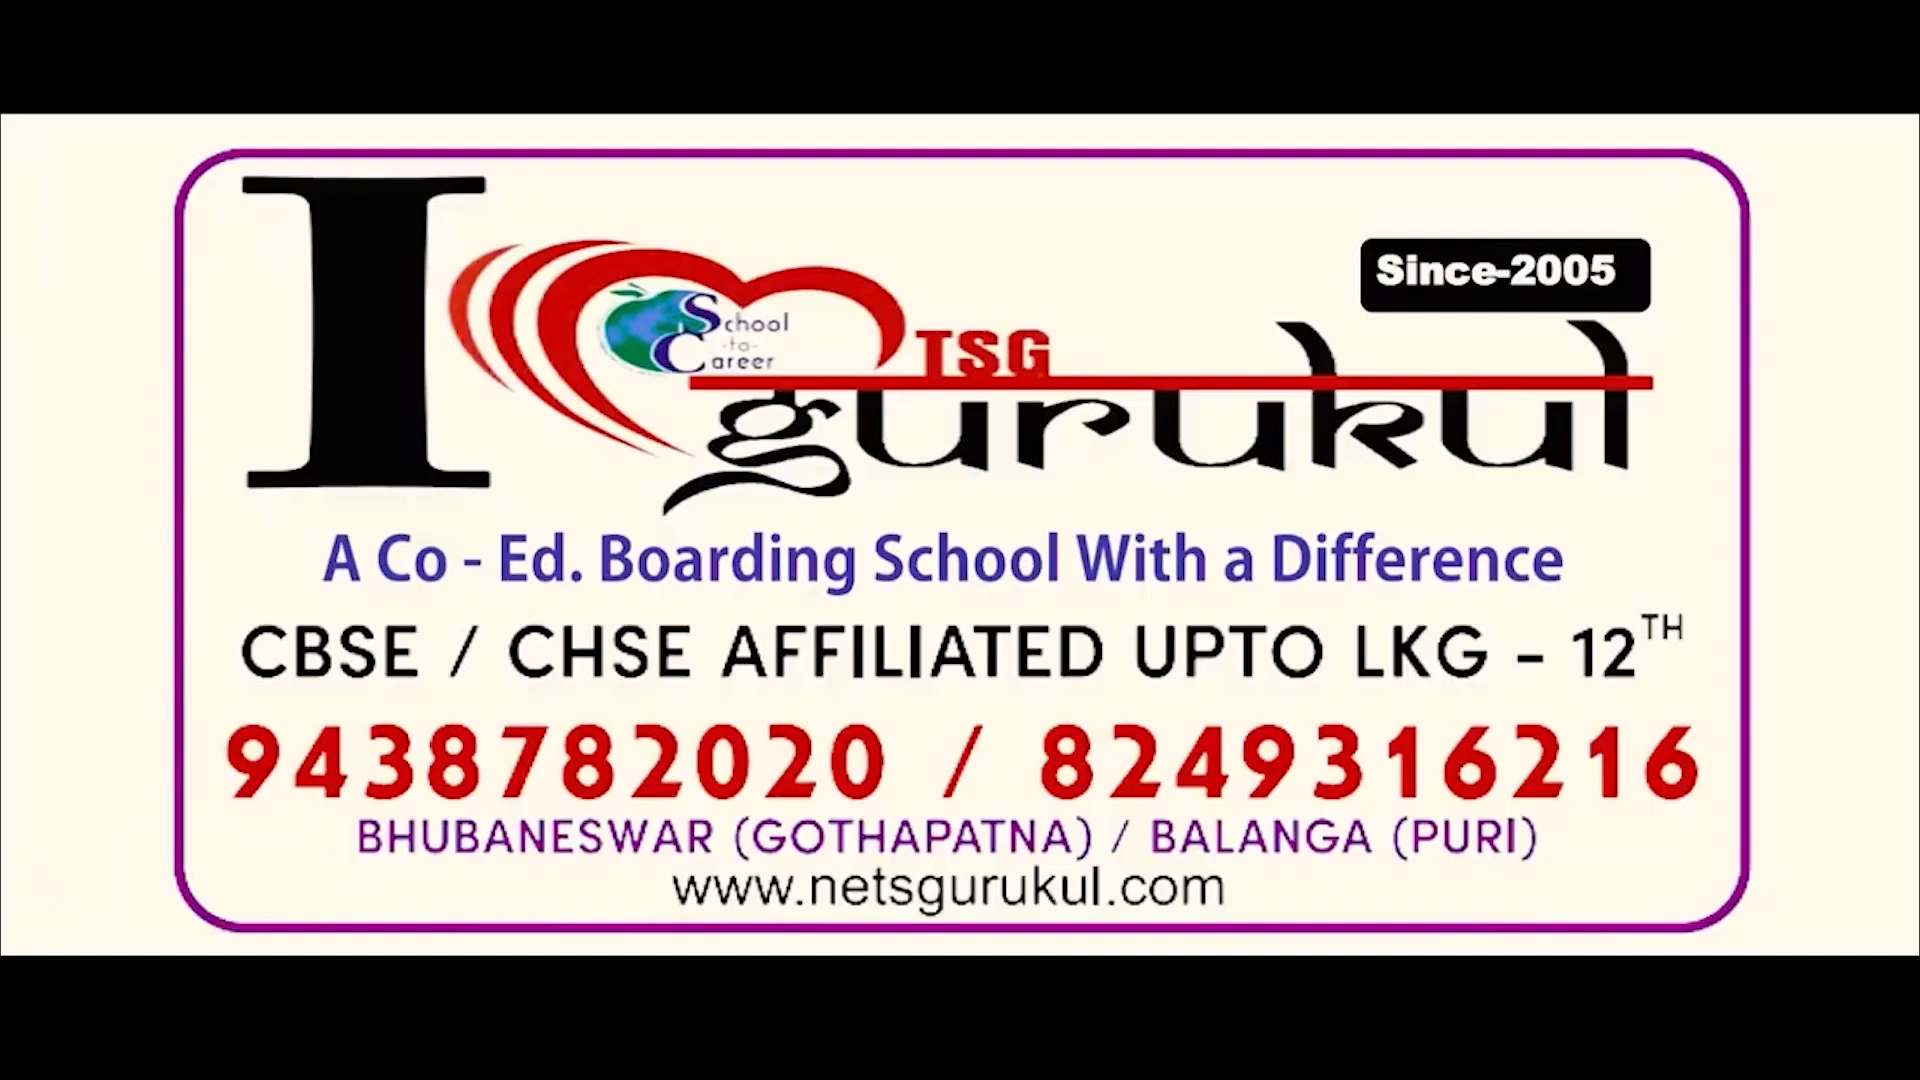 I
Since-2005
School
-to-
Career
TSG
gurukul
A Co - Ed. Boarding School With a Difference
CBSE / CHSE AFFILIATED UPTO LKG - 12TH
9438782020 / 8249316216
BHUBANESWAR (GOTHAPATNA) / BALANGA (PURI)
www.netsgurukul.com